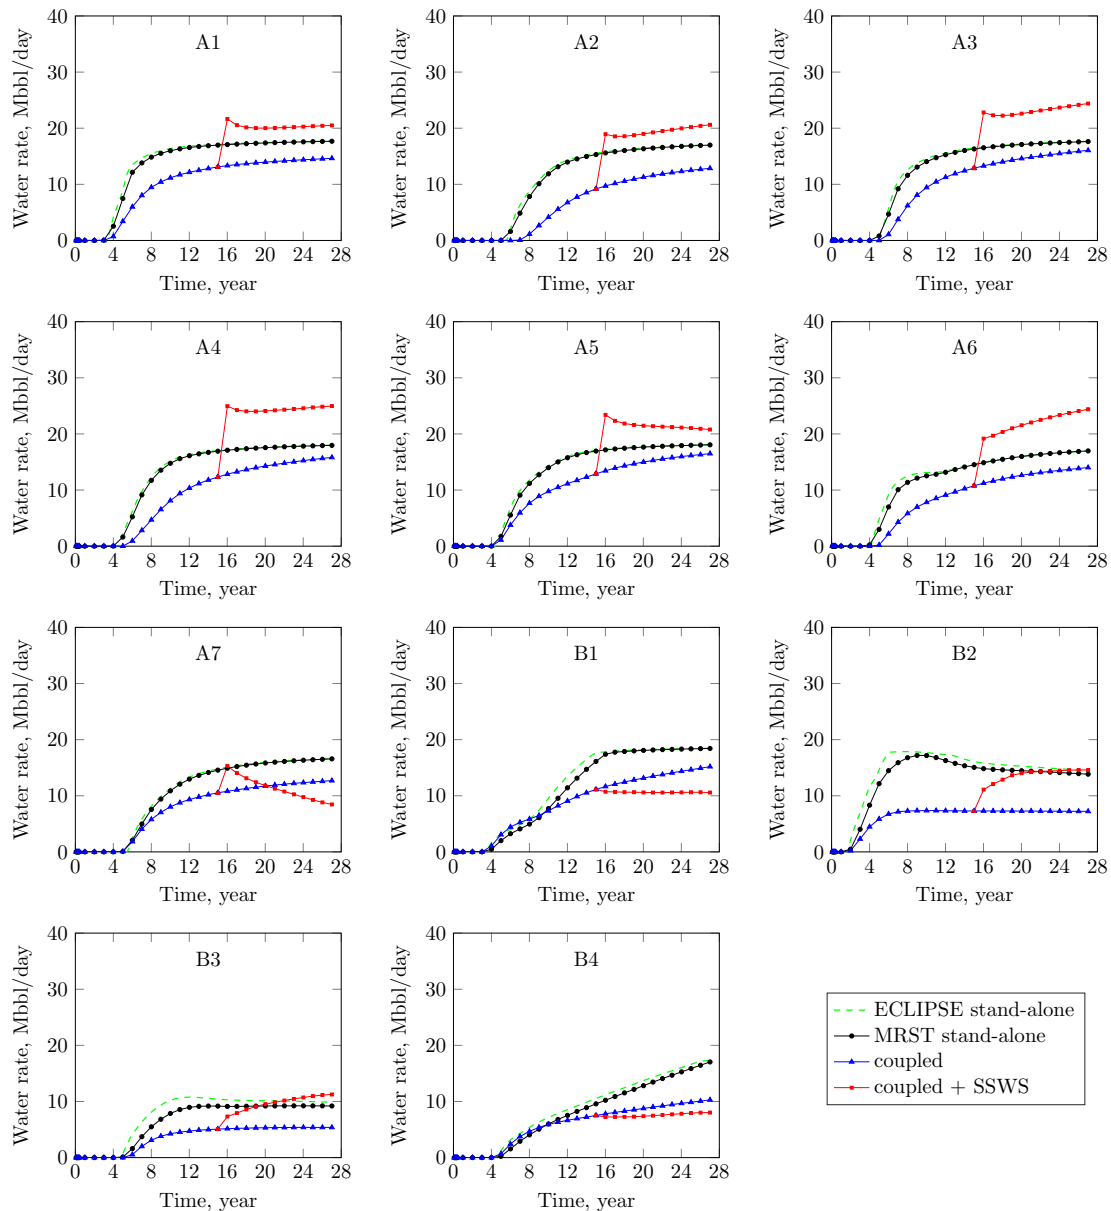 A1
Water rate, Mbbl/day
40
30
20
10
0
0 4 8 12 16 20 24 28
Time, year
A2
Water rate, Mbbl/day
40
30
20
10
0
0 4 8 12 16 20 24 28
Time, year
A3
Water rate, Mbbl/day
40
30
20
10
0
0 4 8 12 16 20 24 28
Time, year
A4
Water rate, Mbbl/day
40
30
20
10
0
0 4 8 12 16 20 24 28
Time, year
A5
Water rate, Mbbl/day
40
30
20
10
0
0 4 8 12 16 20 24 28
Time, year
A6
Water rate, Mbbl/day
40
30
20
10
0
0 4 8 12 16 20 24 28
Time, year
A7
Water rate, Mbbl/day
40
30
20
10
0
0 4 8 12 16 20 24 28
Time, year
B1
Water rate, Mbbl/day
40
30
20
10
0
0 4 8 12 16 20 24 28
Time, year
B2
Water rate, Mbbl/day
40
30
20
10
0
0 4 8 12 16 20 24 28
Time, year
B3
Water rate, Mbbl/day
40
30
20
10
0
0 4 8 12 16 20 24 28
Time, year
B4
Water rate, Mbbl/day
40
30
20
10
0
0 4 8 12 16 20 24 28
Time, year
ECLIPSE stand-alone
MRST stand-alone
coupled
coupled + SSWS